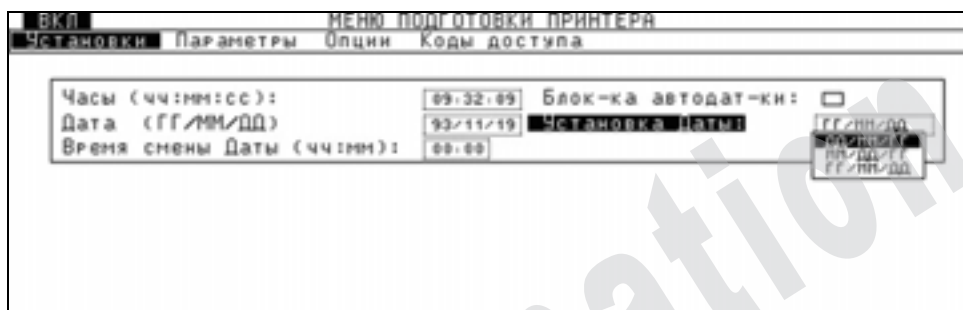 ВКЛ МЕНЮ ПОДГОТОВКИ ПРИНТЕРА
Установки Параметры Опции Коды доступа
Часы (чч:мм:сс): 09:32:09 Блок-ка автодат-ки:
Дата (ГГ/ММ/ДД) 93/11/19 Установка Даты: ГГ/ММ/ДД
Время смены Даты (чч:мм): 00:00
ДД/ММ/ГГ
ММ/ДД/ГГ
ГГ/ММ/ДД